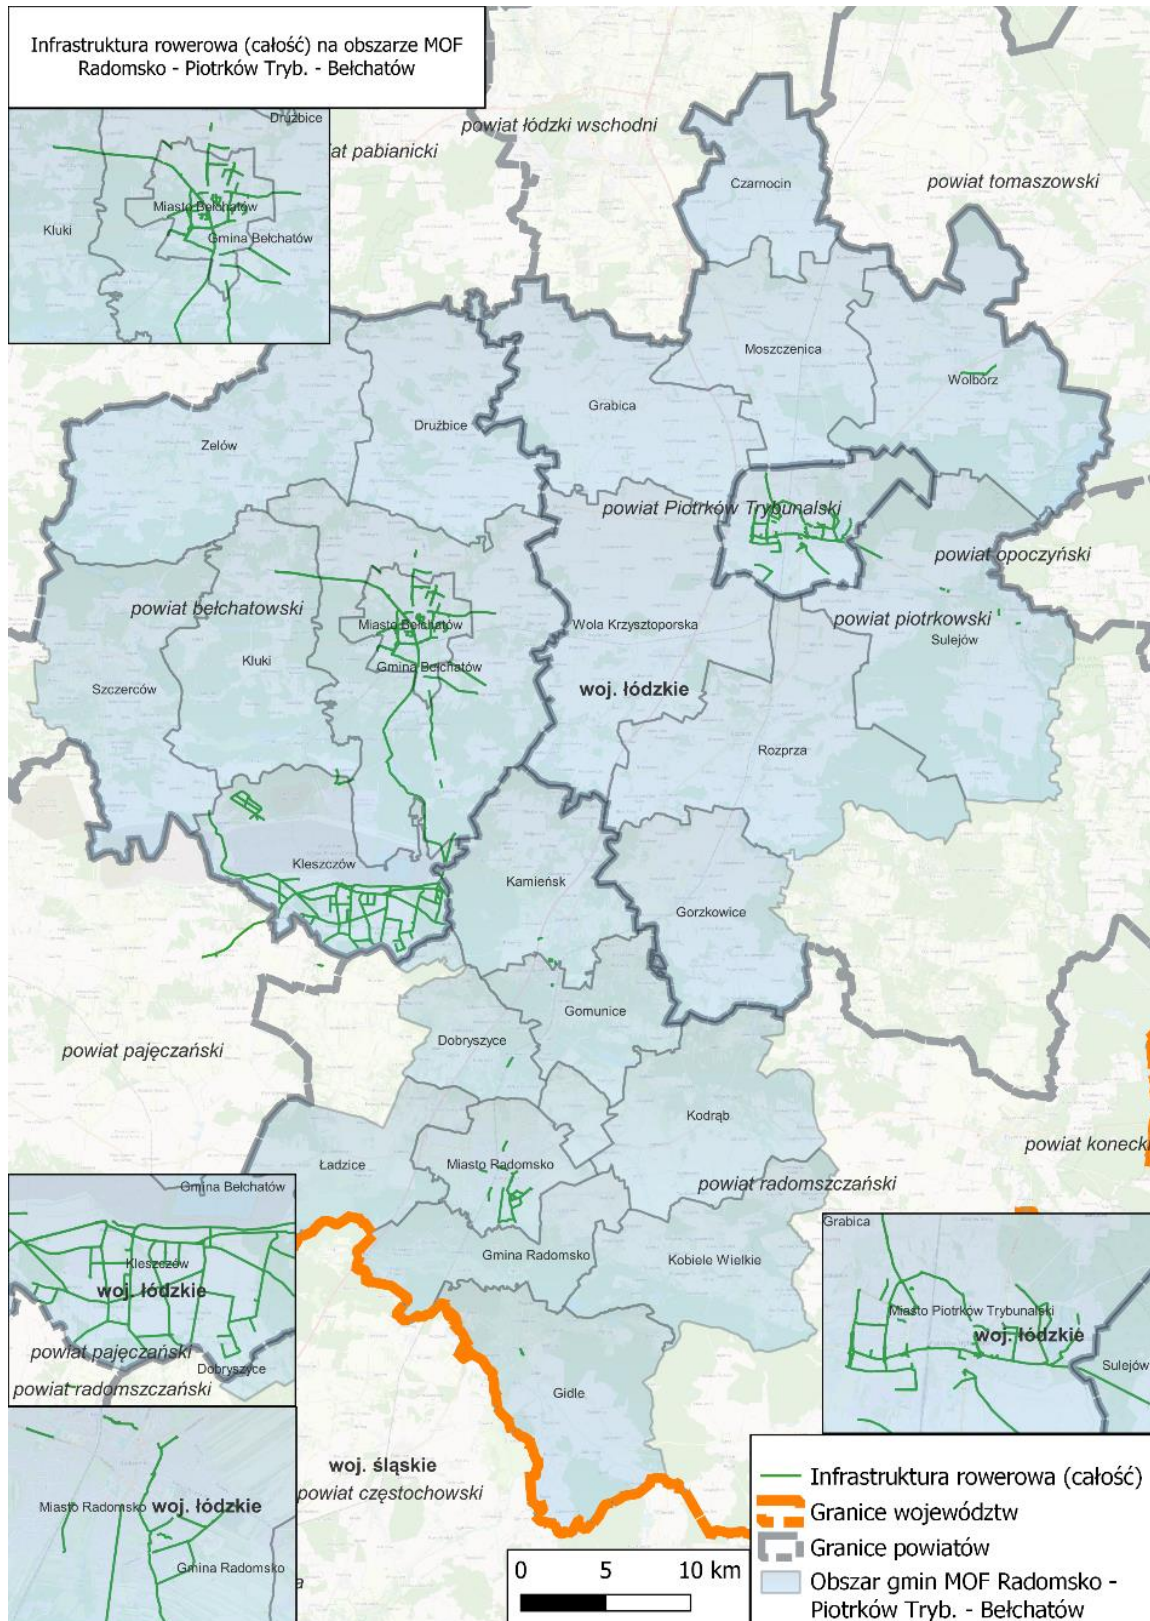 Infrastruktura rowerowa (całość) na obszarze MOF
Radomsko - Piotrków Tryb. - Bełchatów
Drużbice
Kluki
Miasto Bełchatów
Gmina Bełchatów
iat pabianicki
powiat łódzki wschodni
powiat tomaszowski
Czarnocin
Moszczenica
Wolbórz
Grabica
Drużbice
Zelów
powiat Piotrków Trybunalski
powiat opoczyński
powiat bełchatowski
powiat piotrkowski
Miasto Bełchatów
Wola Krzysztoporska
Sulejów
Kluki
Gmina Bełchatów
Szczerców
woj. łódzkie
Rozprza
Kleszczów
Kamieńsk
Gorzkowice
Gomunice
Dobryszyce
powiat pajęczański
Kodrąb
powiat konecki
Ładzice
Miasto Radomsko
powiat radomszczański
Gmina Radomsko
Kobiele Wielkie
Gidle
Gmina Bełchatów
Kleszczów
woj. łódzkie
powiat pajęczański
Dobryszyce
powiat radomszczański
Grabica
Miasto Piotrków Trybunalski
woj. łódzkie
Sulejów
Miasto Radomsko
woj. łódzkie
Gmina Radomsko
woj. śląskie
powiat częstochowski
0 5 10 km
Infrastruktura rowerowa (całość)
Granice województw
Granice powiatów
Obszar gmin MOF Radomsko -
Piotrków Tryb. - Bełchatów